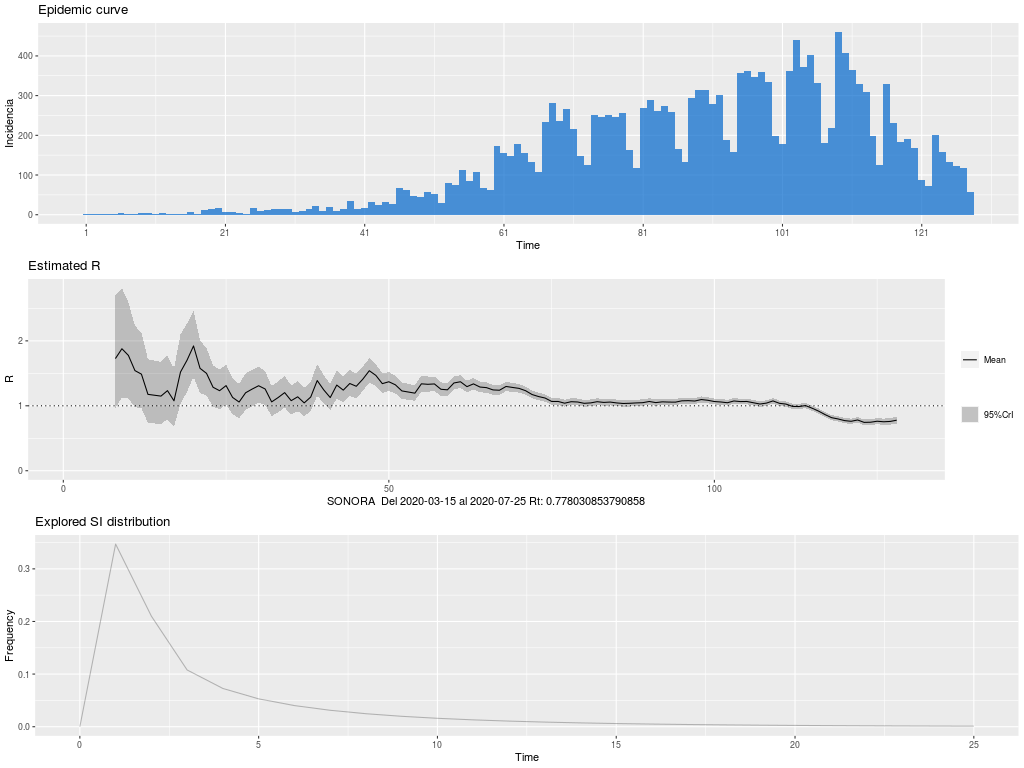 Epidemic curve
400
300
200
100
0
Incidencia
1 21 41 61 81 101 121
Time
Estimated R
2
1
0
R
0 50 100
SONORA Del 2020-03-15 al 2020-07-25 Rt: 0.778030853790858
Mean
95%CrI
Explored SI distribution
0.3
0.2
0.1
0.0
Frequency
0 5 10 15 20 25
Time